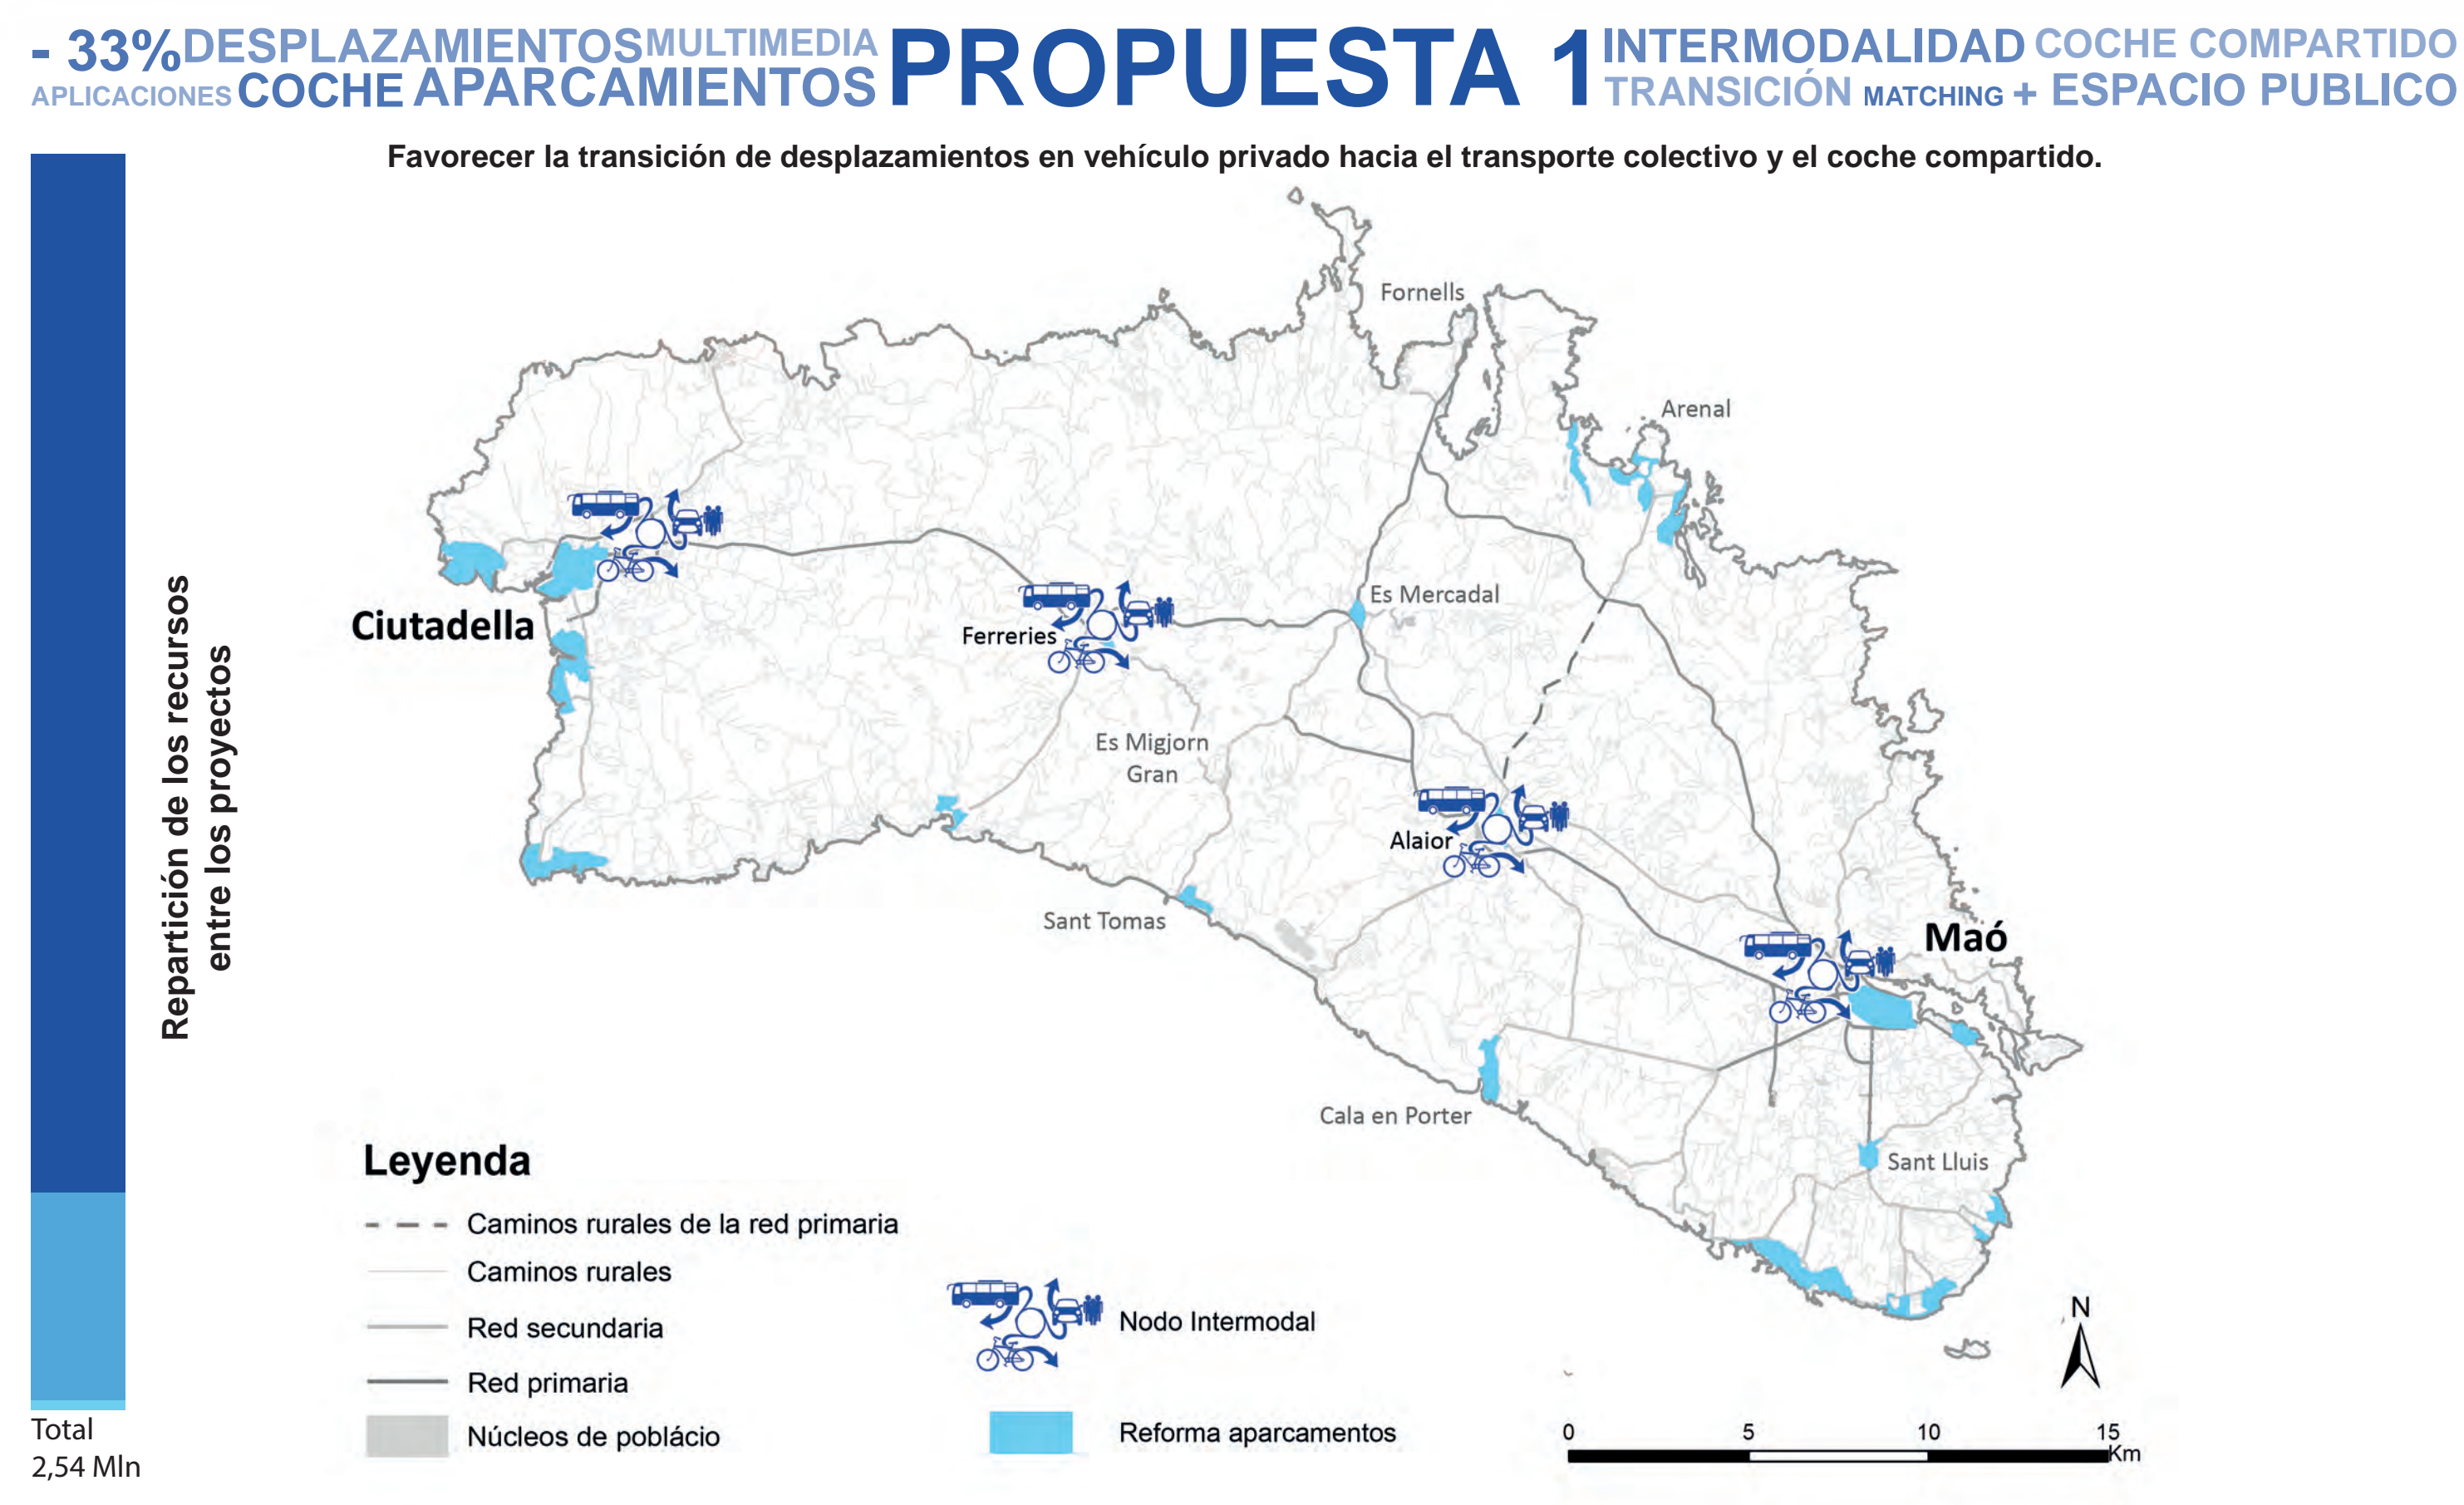 - 33% DESPLAZAMIENTOS MULTIMEDIA
APLICACIONES COCHE APARCAMIENTOS
PROPUESTA 1
INTERMODALIDAD COCHE COMPARTIDO
TRANSICIÓN MATCHING + ESPACIO PUBLICO
Favorecer la transición de desplazamientos en vehículo privado hacia el transporte colectivo y el coche compartido.
Repartición de los recursos
entre los proyectos
Total
2,54 Mln
Fornells
Arenal
Es Mercadal
Ciutadella
Ferreries
Es Migjorn
Gran
Alaior
Sant Tomas
Maó
Cala en Porter
Sant Lluis
Leyenda
Caminos rurales de la red primaria
Caminos rurales
Red secundaria
Red primaria
Núcleos de poblácio
Nodo Intermodal
Reforma aparcamentos
N
0 5 10 15
Km